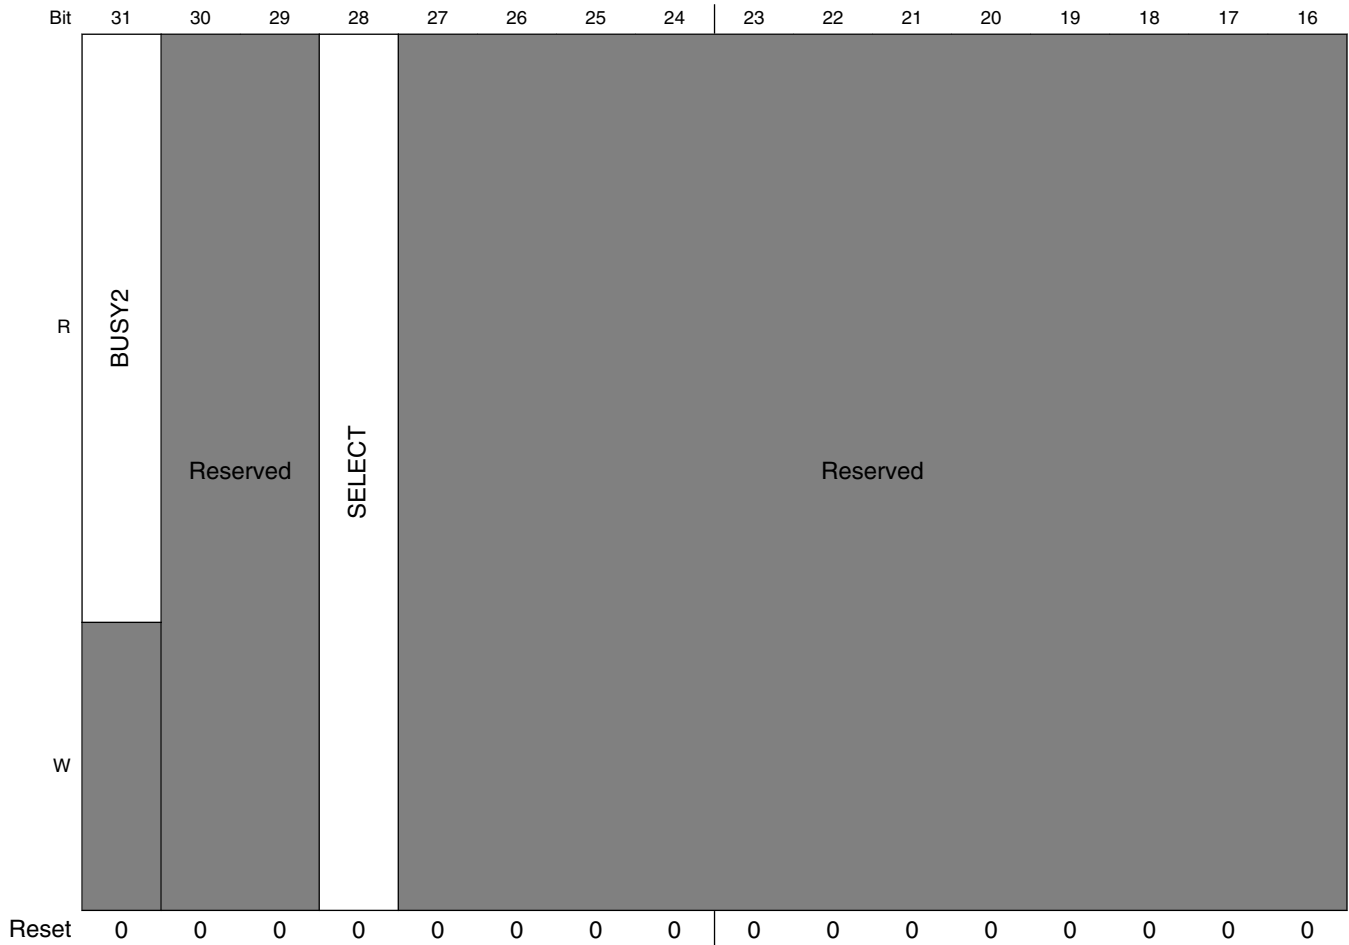 Bit 31 30 29 28 27 26 25 24 23 22 21 20 19 18 17 16
R
BUSY2
Reserved
SELECT
Reserved
W
Reset 0 0 0 0 0 0 0 0 0 0 0 0 0 0 0 0